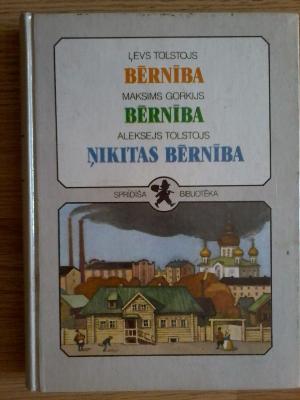 ĻEVS TOLSTOJS
BĒRNĪBA
MAKSIMS GORKIJS
BĒRNĪBA
ALEKSEJS TOLSTOJS
ŅIKITAS BĒRNĪBA
SPRĪDĪŠA BIBLIOTĒKA